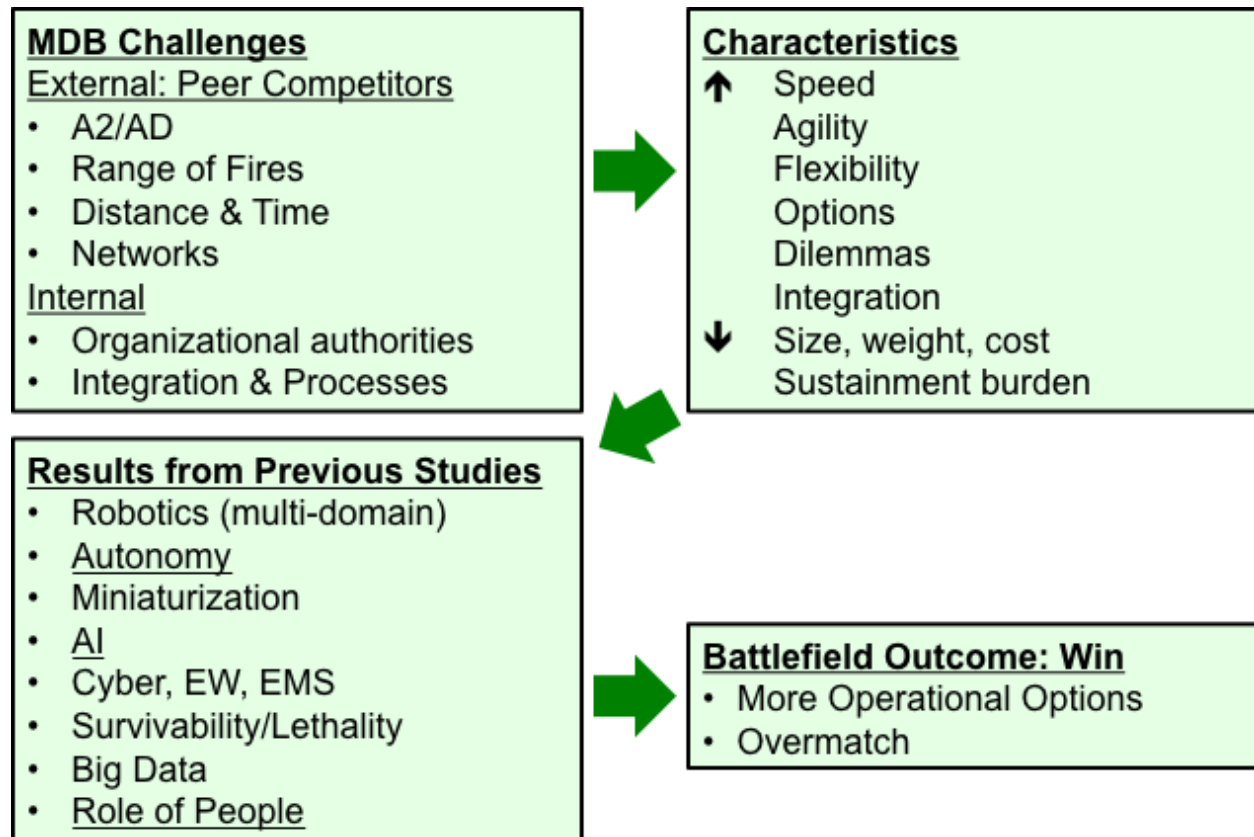 MDB Challenges
External: Peer Competitors
• A2/AD
• Range of Fires
• Distance & Time
• Networks
Internal
• Organizational authorities
• Integration & Processes
Characteristics
↑ Speed
Agility
Flexibility
Options
Dilemmas
Integration
↓ Size, weight, cost
Sustainment burden
Results from Previous Studies
• Robotics (multi-domain)
• Autonomy
• Miniaturization
• AI
• Cyber, EW, EMS
• Survivability/Lethality
• Big Data
• Role of People
Battlefield Outcome: Win
• More Operational Options
• Overmatch